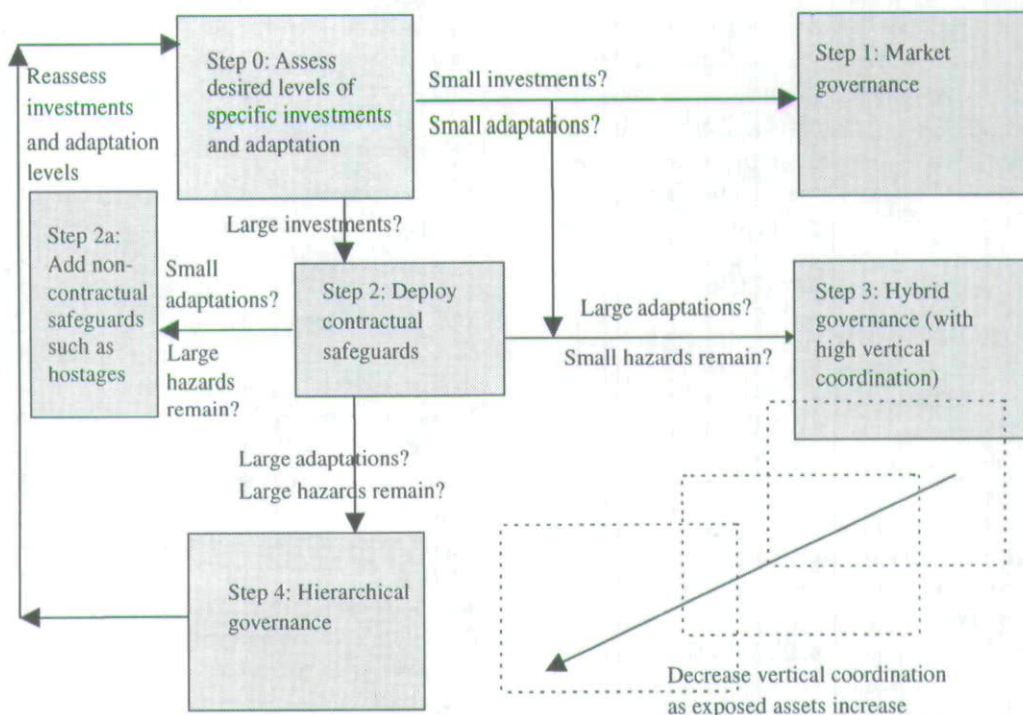 Step 0: Assess
desired levels of
specific investments
and adaptation
Small investments?
Small adaptations?
Step 1: Market
governance
Reassess
investments
and adaptation
levels
Large investments?
Step 2a:
Add non-
contractual
safeguards
such as
hostages
Small
adaptations?
Large
hazards
remain?
Step 2: Deploy
contractual
safeguards
Large adaptations?
Small hazards remain?
Step 3: Hybrid
governance (with
high vertical
coordination)
Large adaptations?
Large hazards remain?
Step 4: Hierarchical
governance
Decrease vertical coordination
as exposed assets increase